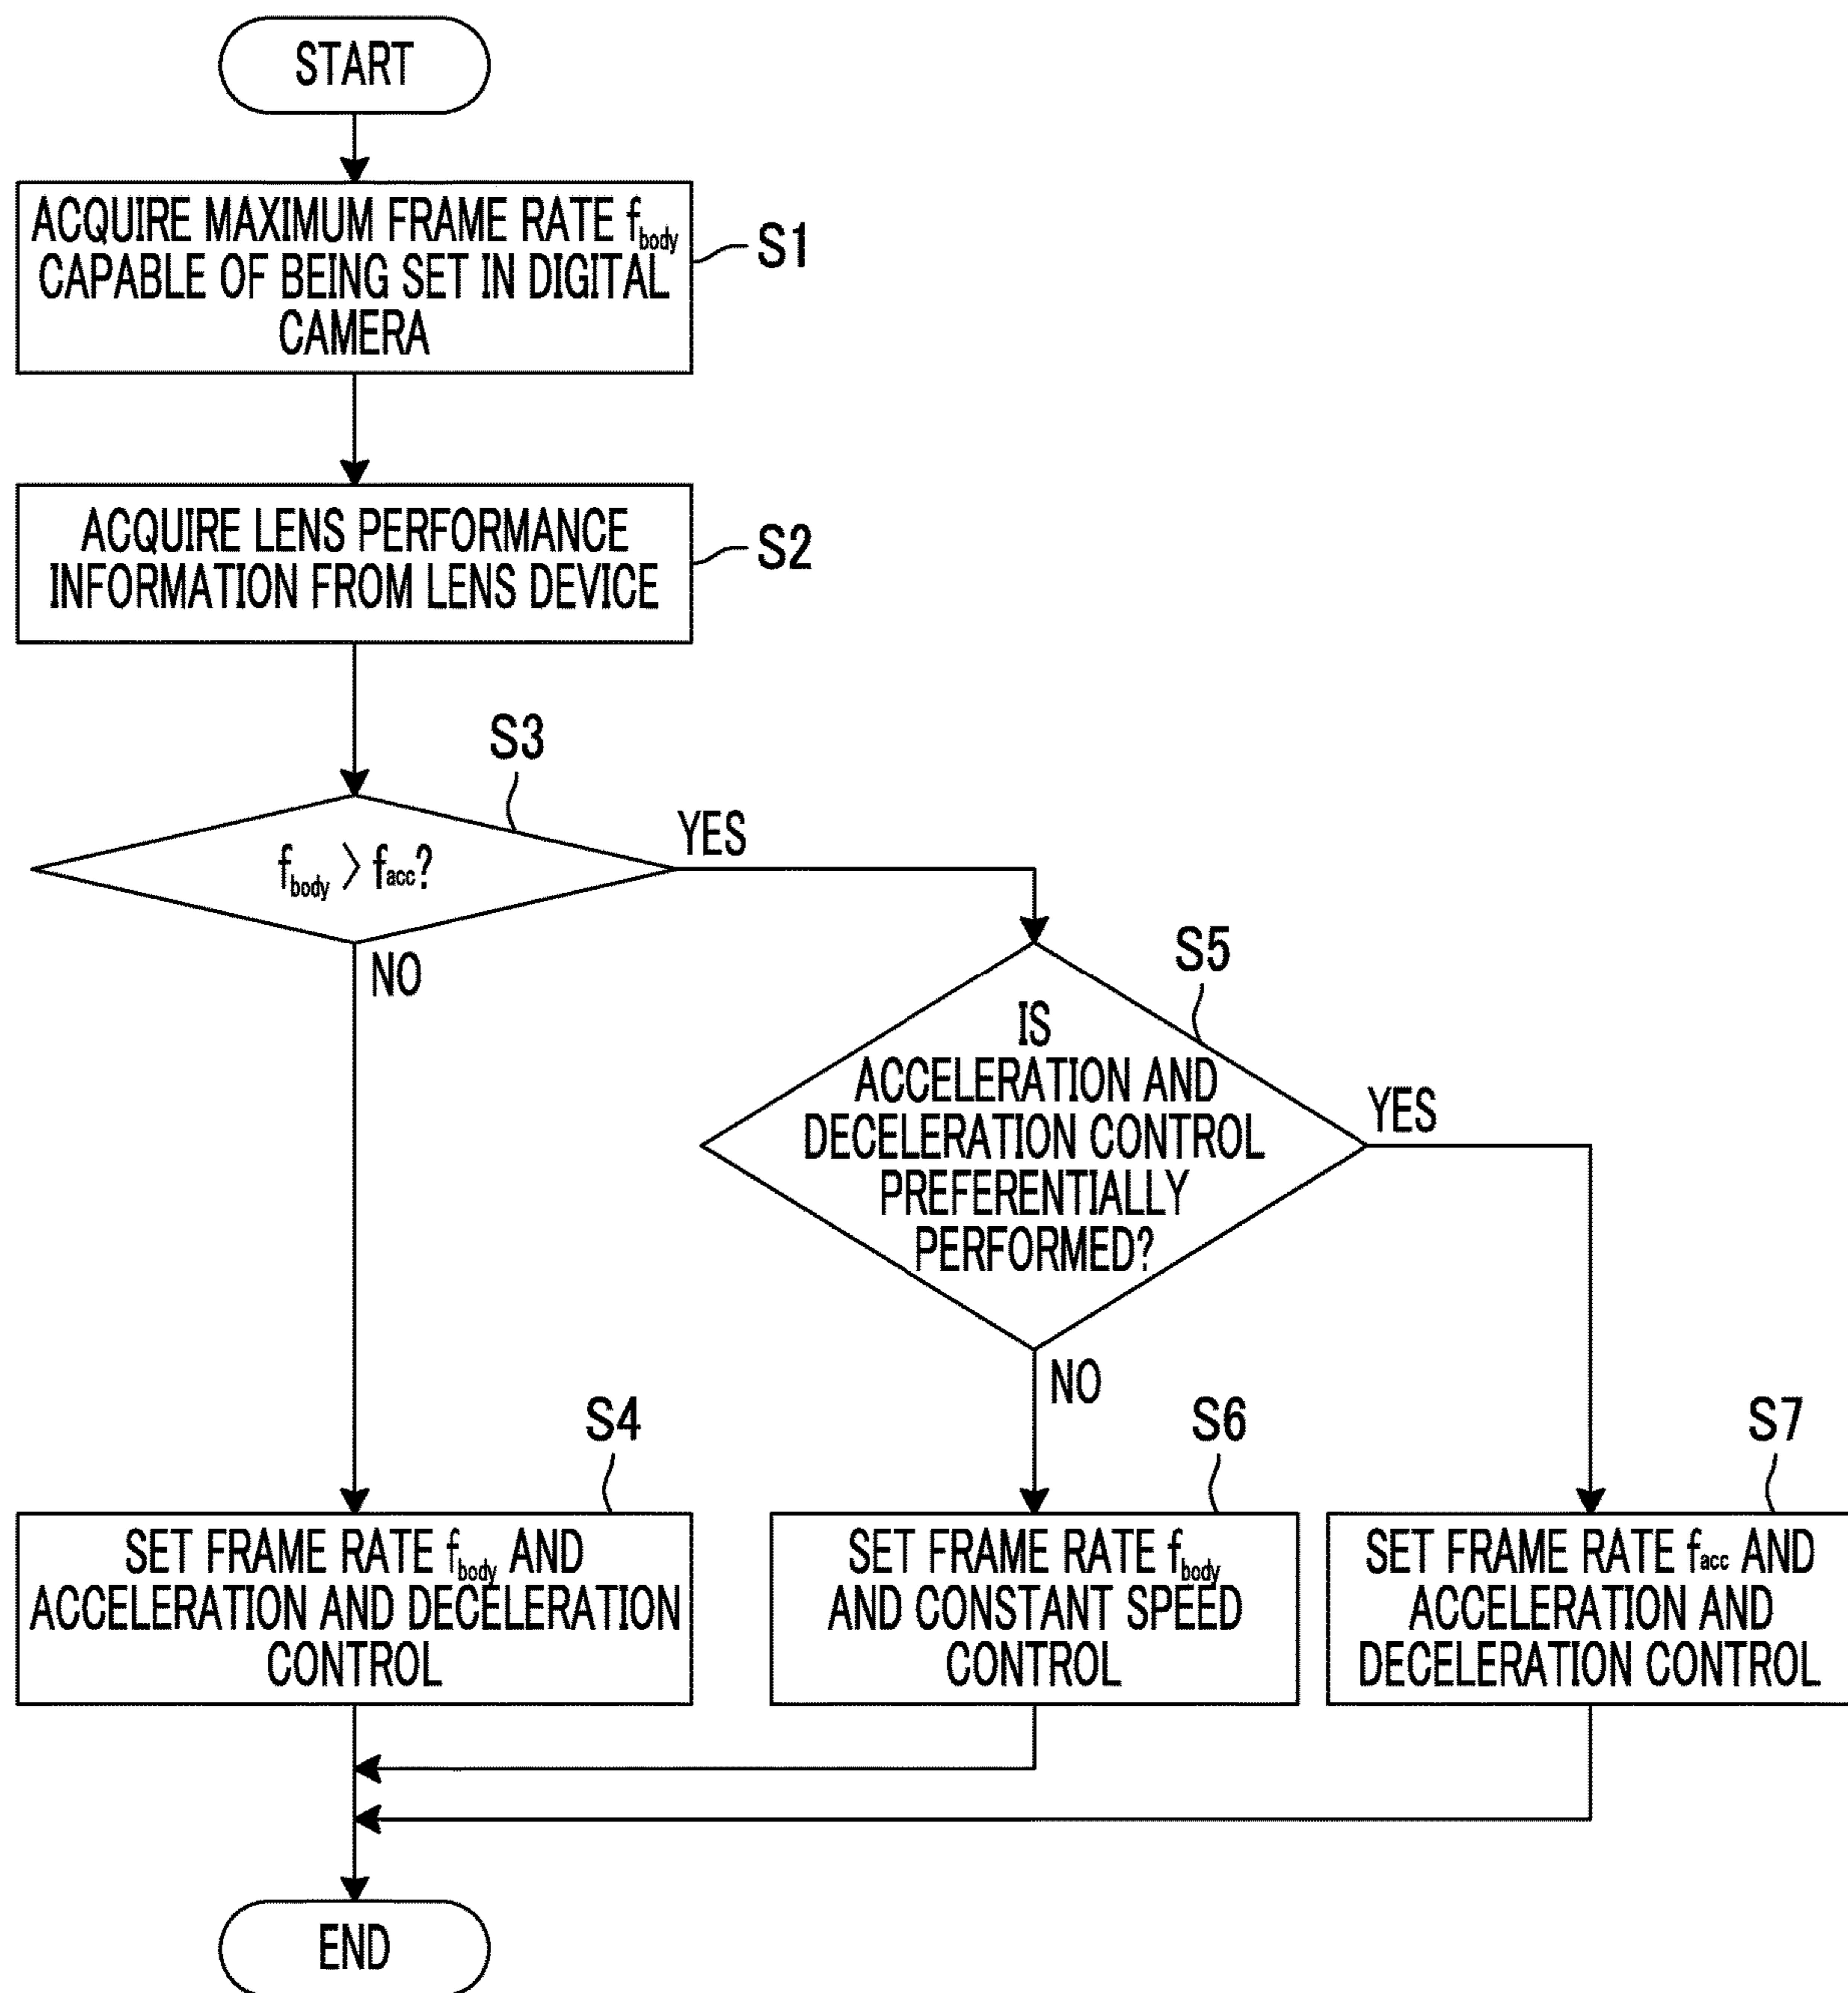 START
ACQUIRE MAXIMUM FRAME RATE fbody
CAPABLE OF BEING SET IN DIGITAL
CAMERA
S1
ACQUIRE LENS PERFORMANCE
INFORMATION FROM LENS DEVICE
S2
S3
fbody > facc?
YES
NO
S5
IS
ACCELERATION AND
DECELERATION CONTROL
PREFERENTIALLY
PERFORMED?
YES
NO
S4
SET FRAME RATE fbody AND
ACCELERATION AND DECELERATION
CONTROL
S6
SET FRAME RATE fbody
AND CONSTANT SPEED
CONTROL
S7
SET FRAME RATE facc AND
ACCELERATION AND
DECELERATION CONTROL
END